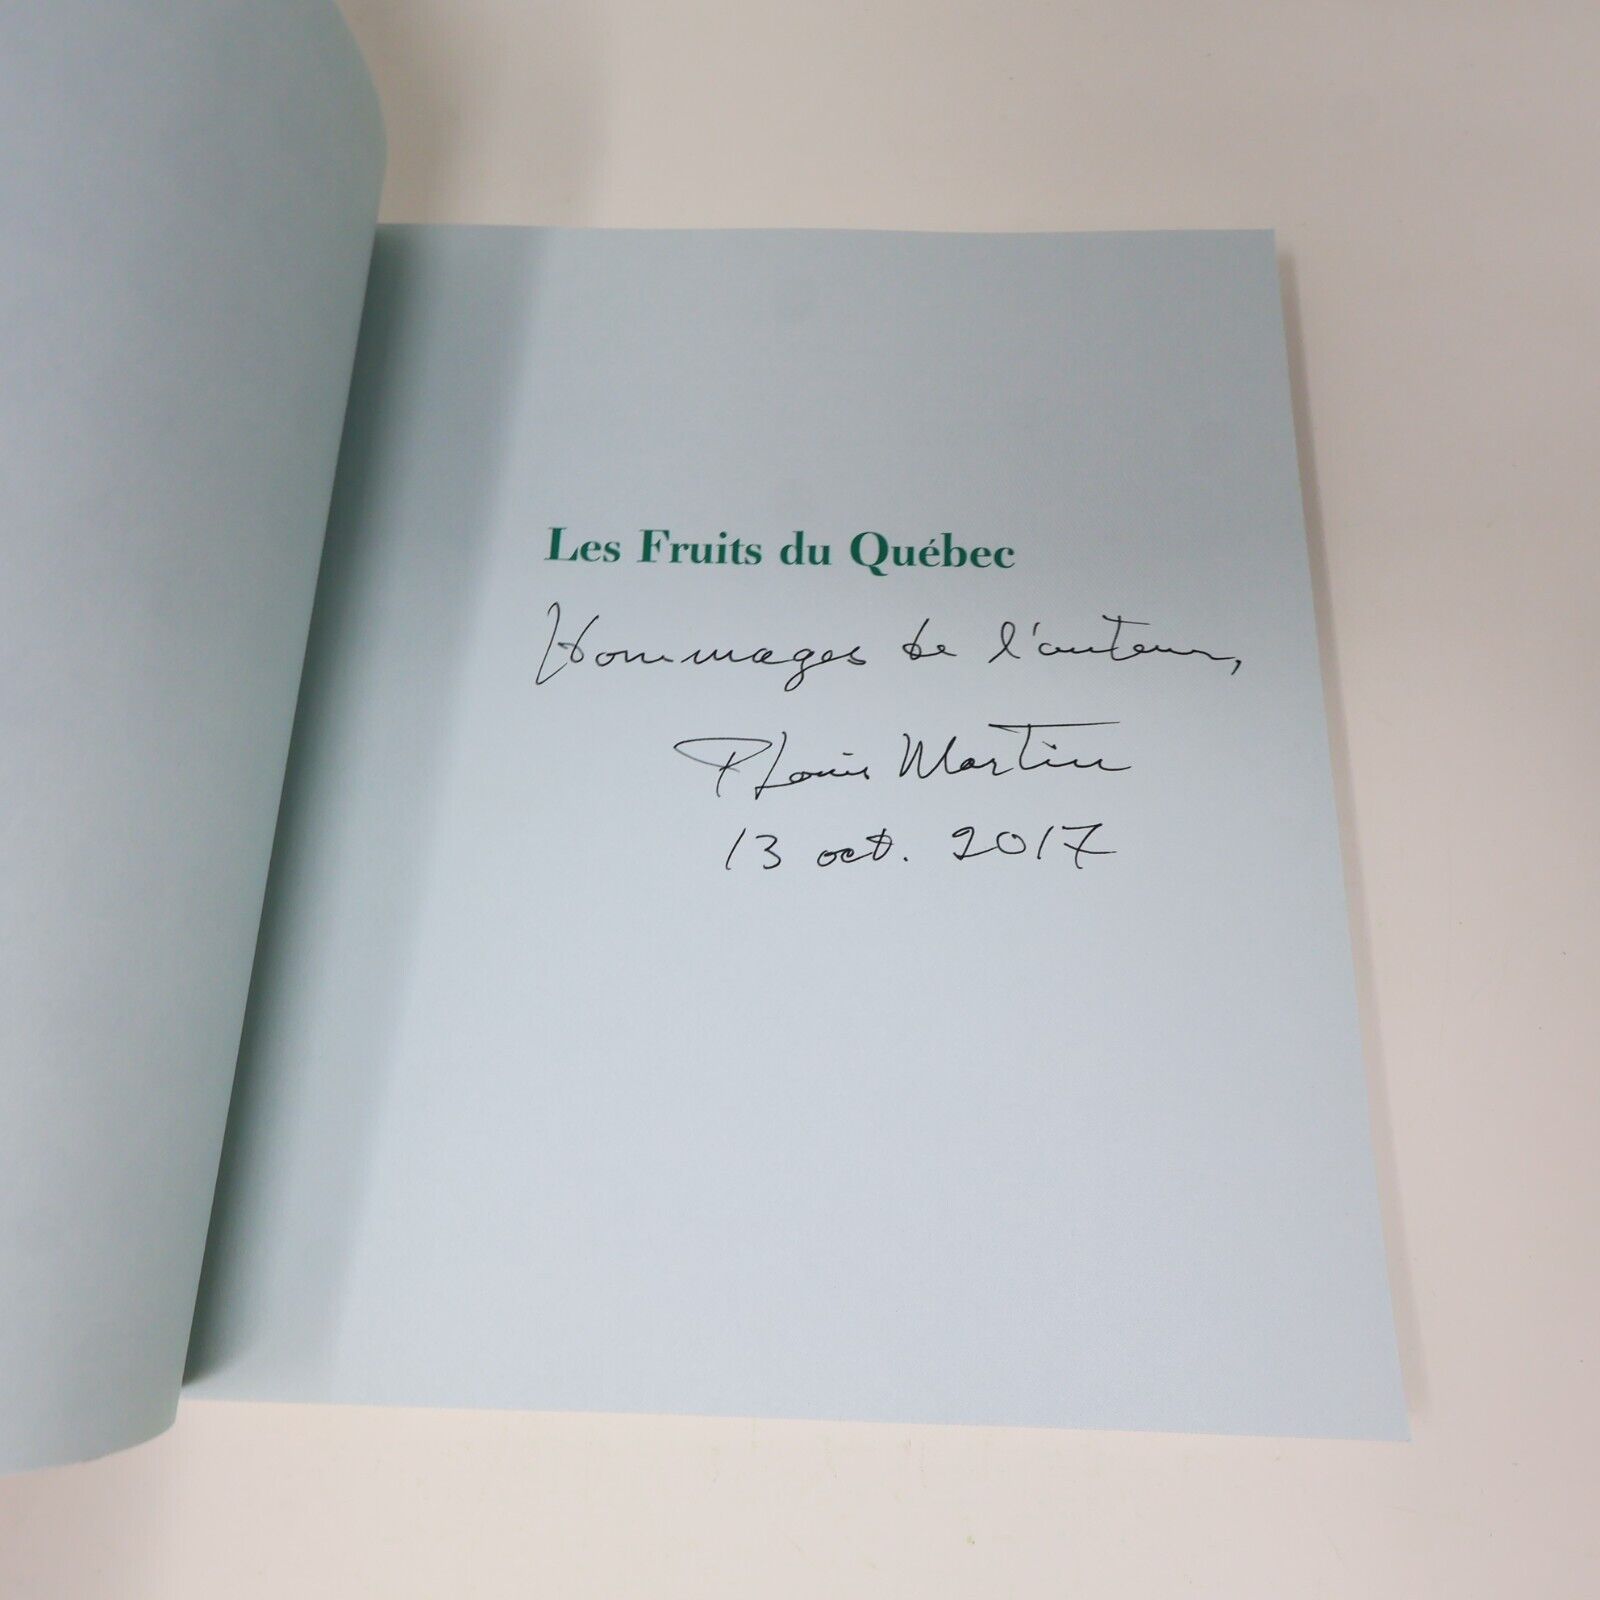 Les Fruits du Québec
Hommages de l'auteur,
P Louis Martin
13 oct. 2017